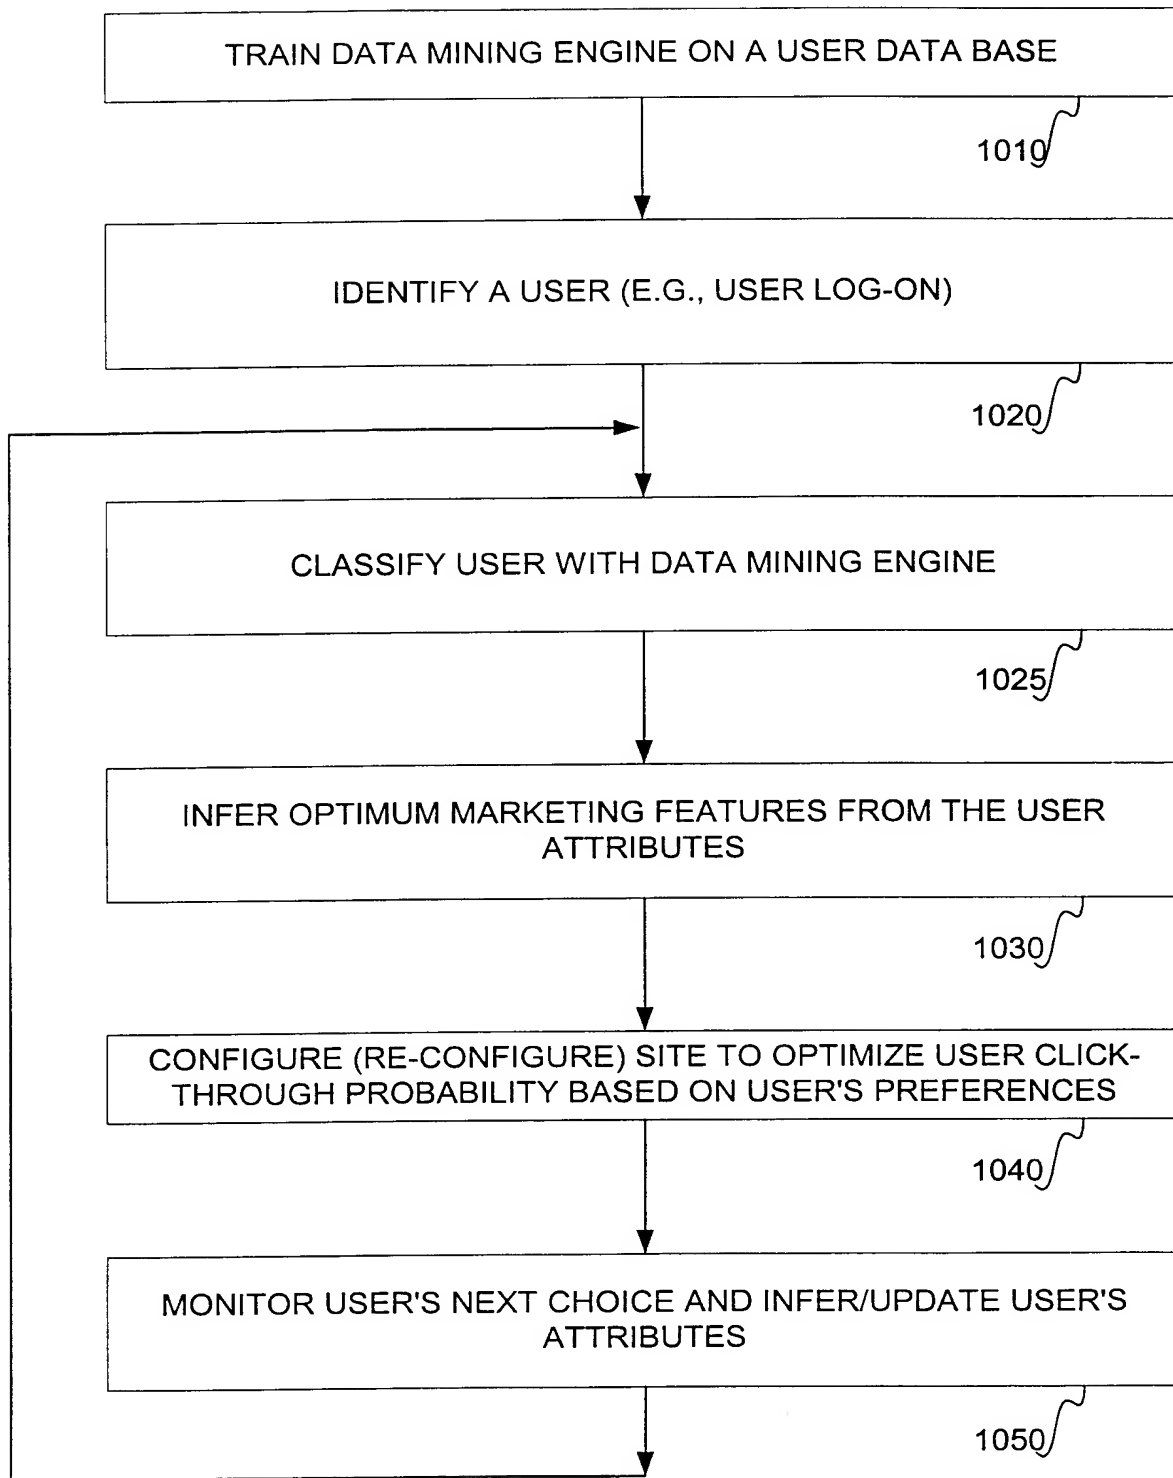 TRAIN DATA MINING ENGINE ON A USER DATA BASE
1010
IDENTIFY A USER (E.G., USER LOG-ON)
1020
CLASSIFY USER WITH DATA MINING ENGINE
1025
INFER OPTIMUM MARKETING FEATURES FROM THE USER
ATTRIBUTES
1030
CONFIGURE (RE-CONFIGURE) SITE TO OPTIMIZE USER CLICK-
THROUGH PROBABILITY BASED ON USER'S PREFERENCES
1040
MONITOR USER'S NEXT CHOICE AND INFER/UPDATE USER'S
ATTRIBUTES
1050